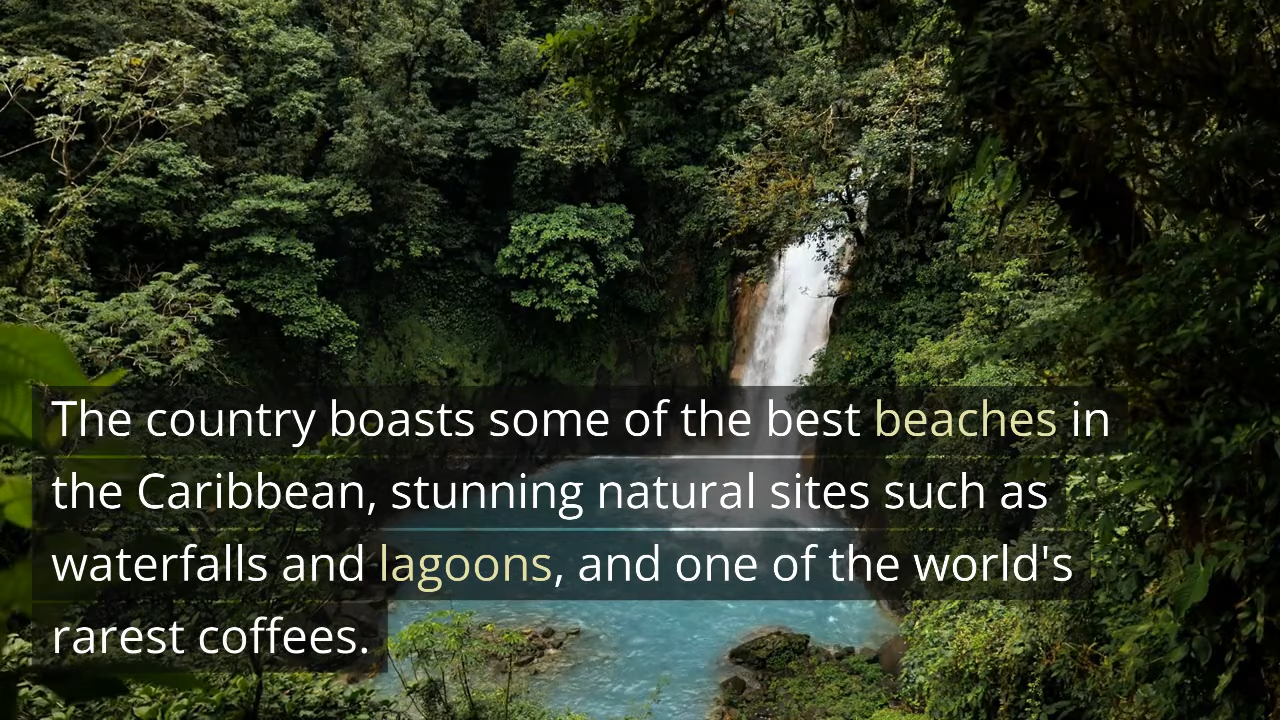 The country boasts some of the best beaches in
the Caribbean, stunning natural sites such as
waterfalls and lagoons, and one of the world's
rarest coffees.